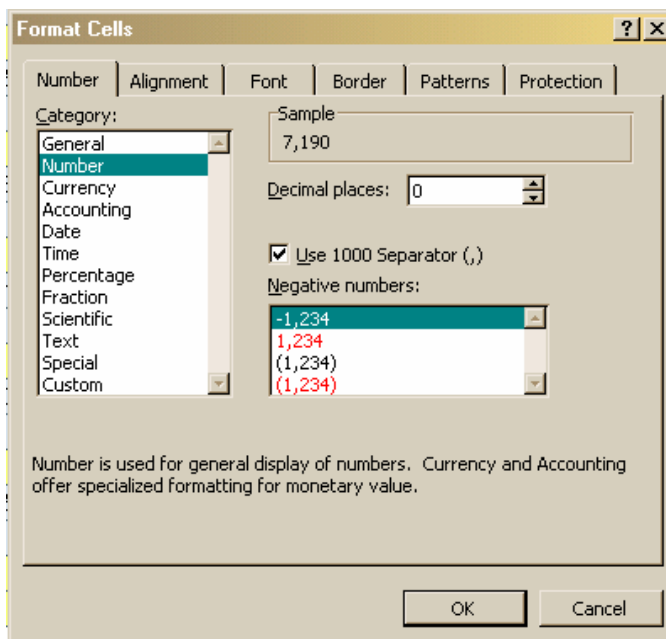 Format Cells
? X
Number Alignment Font Border Patterns Protection
Category:
General
Number
Currency
Accounting
Date
Time
Percentage
Fraction
Scientific
Text
Special
Custom
Sample
7,190
Decimal places: 0
Use 1000 Separator (,)
Negative numbers:
-1,234
1,234
(1,234)
(1,234)
Number is used for general display of numbers. Currency and Accounting
offer specialized formatting for monetary value.
OK Cancel